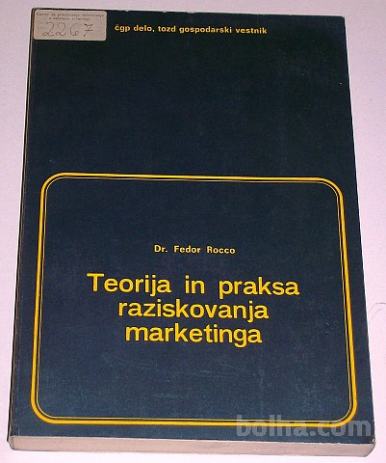 2267
čgp delo, tozd gospodarski vestnik
Dr. Fedor Rocco
Teorija in praksa
raziskovanja
marketinga
bolha.com